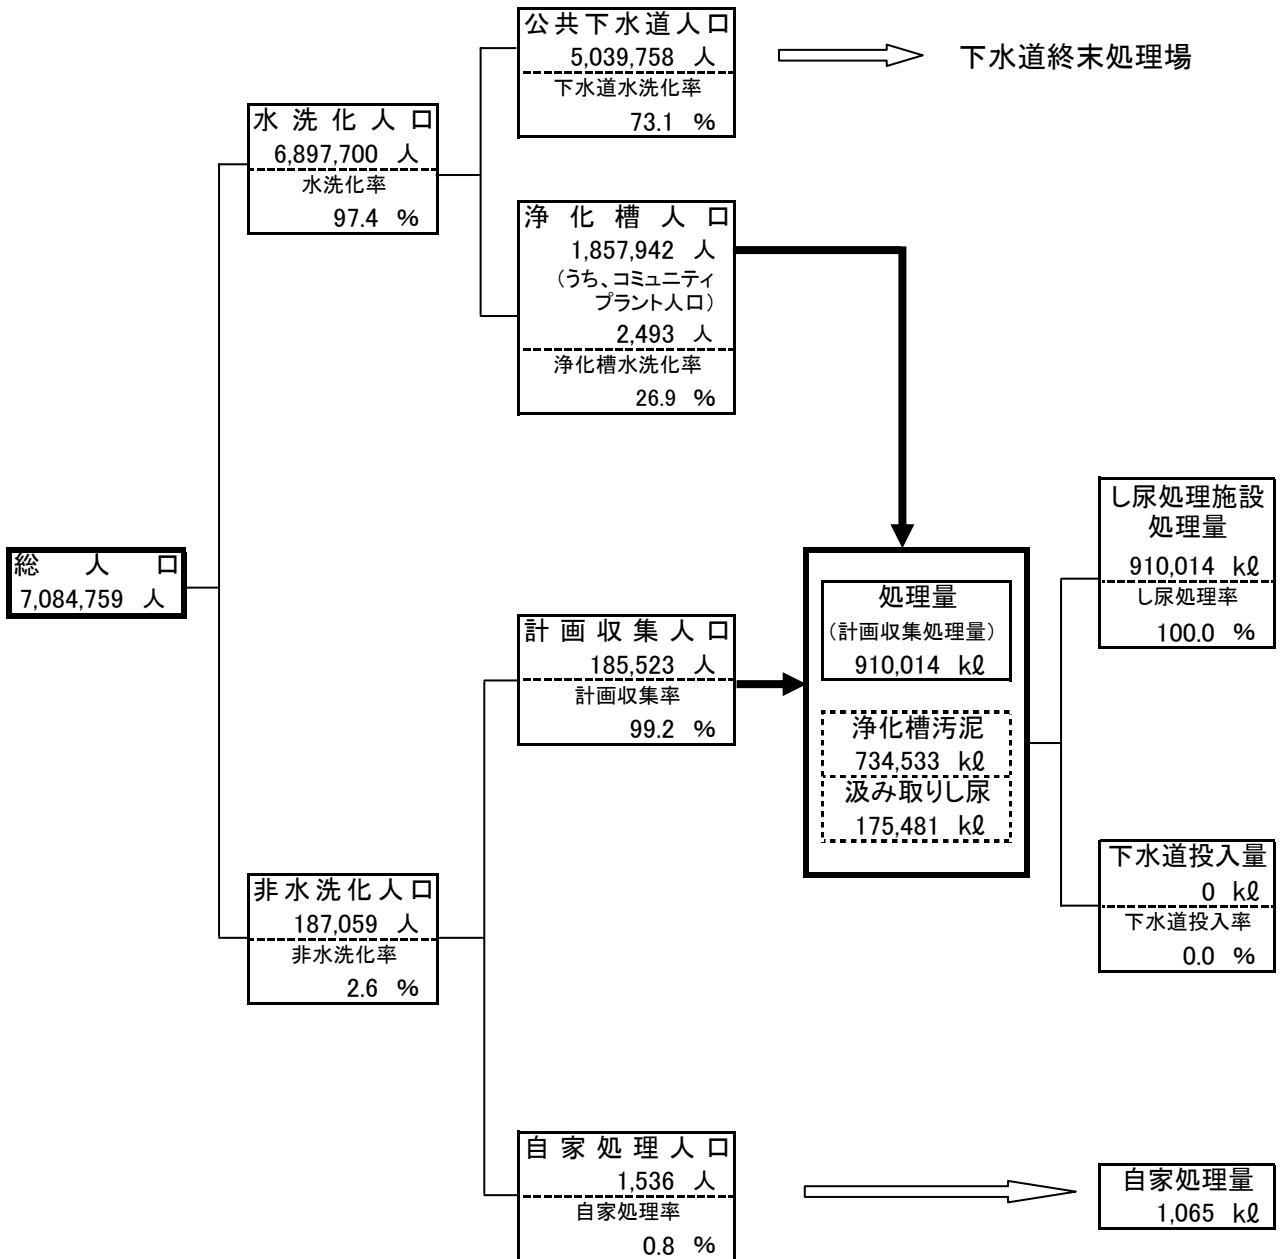 公共下水道人口
5,039,758 人
下水道水洗化率
73.1 %
下水道終末処理場
水洗化人口
6,897,700 人
水洗化率
97.4 %
浄化槽人口
1,857,942 人
(うち、コミュニティ
プラント人口)
2,493 人
浄化槽水洗化率
26.9 %
総人口
7,084,759 人
計画収集人口
185,523 人
計画収集率
99.2 %
処理量
(計画収集処理量)
910,014 kℓ
浄化槽汚泥
734,533 kℓ
汲み取りし尿
175,481 kℓ
し尿処理施設
処理量
910,014 kℓ
し尿処理率
100.0 %
下水道投入量
0 kℓ
下水道投入率
0.0 %
非水洗化人口
187,059 人
非水洗化率
2.6 %
自家処理人口
1,536 人
自家処理率
0.8 %
自家処理量
1,065 kℓ